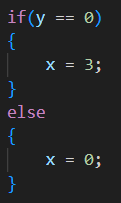 if(y == 0)
{
    x = 3;
}
else
{
    x = 0;
}